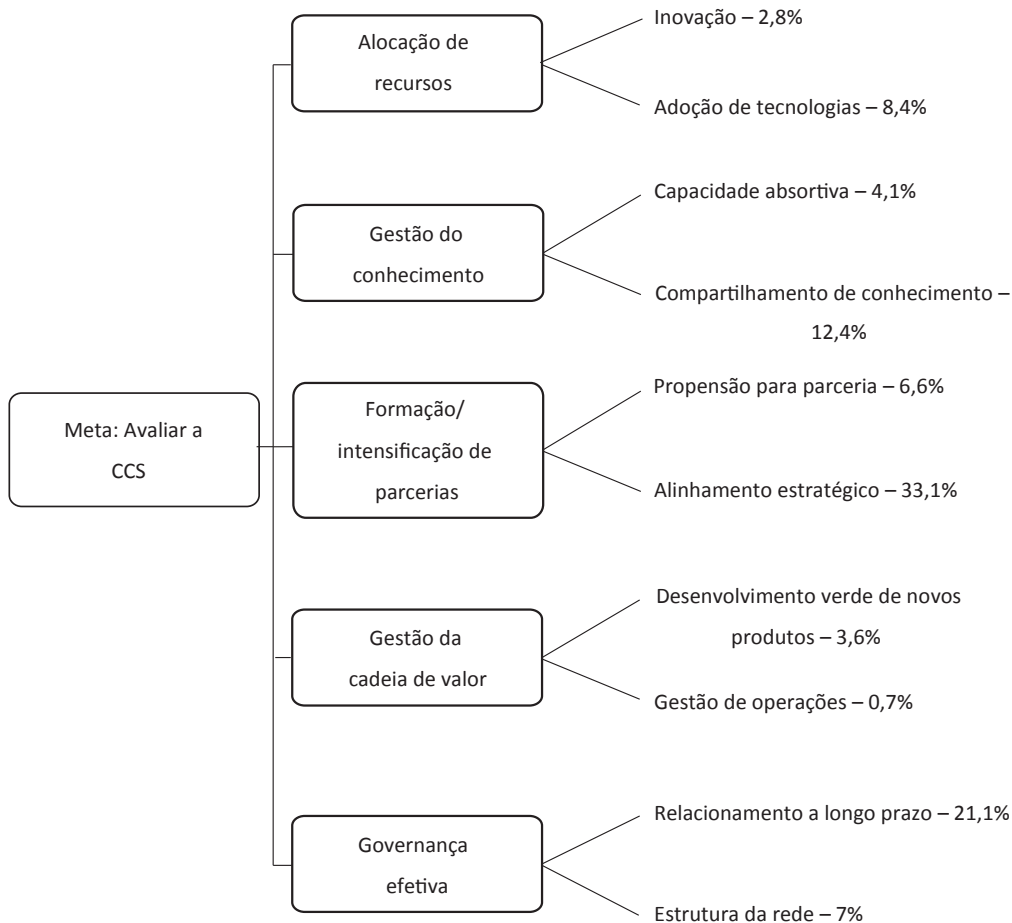 Meta: Avaliar a
CCS
Alocação de
recursos
Inovação – 2,8%
Adoção de tecnologias – 8,4%
Gestão do
conhecimento
Capacidade absortiva – 4,1%
Compartilhamento de conhecimento –
12,4%
Formação/
intensificação de
parcerias
Propensão para parceria – 6,6%
Alinhamento estratégico – 33,1%
Gestão da
cadeia de valor
Desenvolvimento verde de novos
produtos – 3,6%
Gestão de operações – 0,7%
Governança
efetiva
Relacionamento a longo prazo – 21,1%
Estrutura da rede – 7%